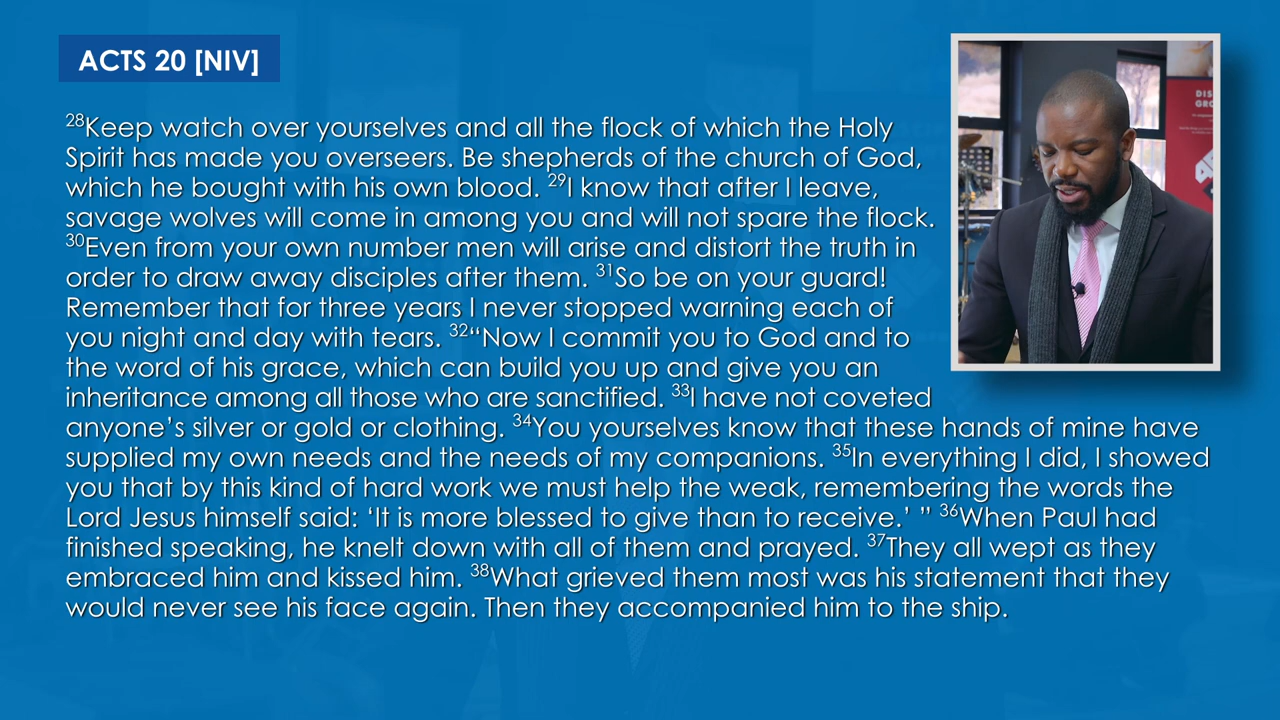 ACTS 20 [NIV]
28Keep watch over yourselves and all the flock of which the Holy
Spirit has made you overseers. Be shepherds of the church of God,
which he bought with his own blood. 29I know that after I leave,
savage wolves will come in among you and will not spare the flock.
30Even from your own number men will arise and distort the truth in
order to draw away disciples after them. 31So be on your guard!
Remember that for three years I never stopped warning each of
you night and day with tears. 32“Now I commit you to God and to
the word of his grace, which can build you up and give you an
inheritance among all those who are sanctified. 33I have not coveted
anyone’s silver or gold or clothing. 34You yourselves know that these hands of mine have
supplied my own needs and the needs of my companions. 35In everything I did, I showed
you that by this kind of hard work we must help the weak, remembering the words the
Lord Jesus himself said: ‘It is more blessed to give than to receive.’ ” 36When Paul had
finished speaking, he knelt down with all of them and prayed. 37They all wept as they
embraced him and kissed him. 38What grieved them most was his statement that they
would never see his face again. Then they accompanied him to the ship.